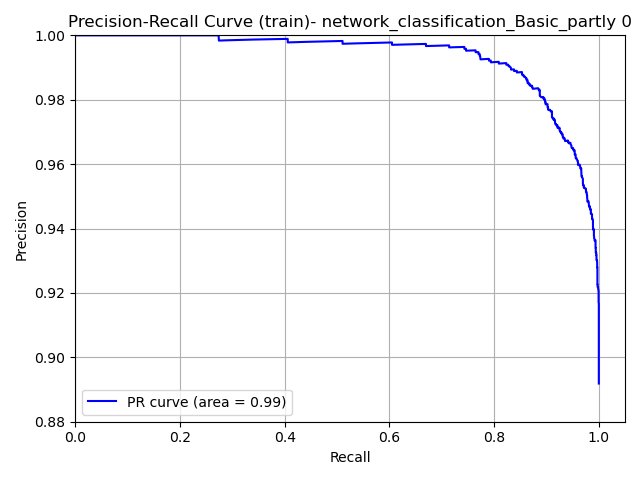 Precision-Recall Curve (train)- network_classification_Basic_partly 0
1.00
0.98
0.96
0.94
0.92
0.90
0.88
Precision
PR curve (area = 0.99)
0.0 0.2 0.4 0.6 0.8 1.0
Recall